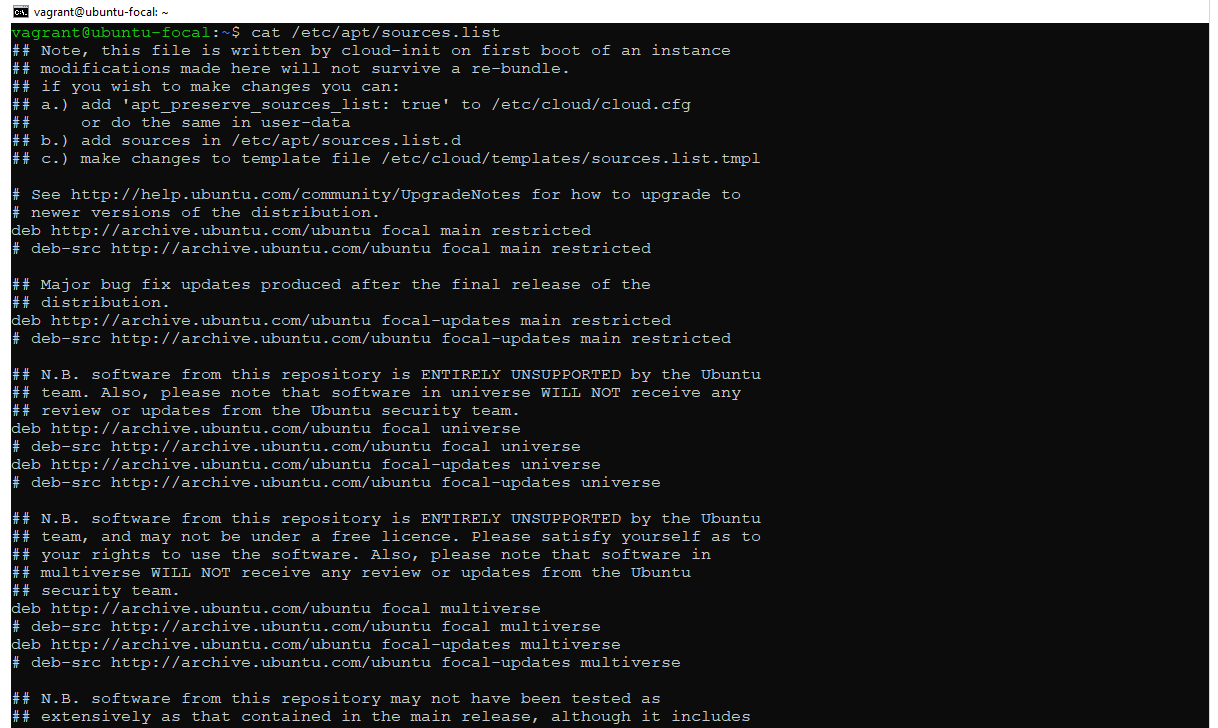 vagrant@ubuntu-focal: ~
vagrant@ubuntu-focal:~$ cat /etc/apt/sources.list
## Note, this file is written by cloud-init on first boot of an instance
## modifications made here will not survive a re-bundle.
## if you wish to make changes you can:
## a.) add 'apt_preserve_sources_list: true' to /etc/cloud/cloud.cfg
##     or do the same in user-data
## b.) add sources in /etc/apt/sources.list.d
## c.) make changes to template file /etc/cloud/templates/sources.list.tmpl

# See http://help.ubuntu.com/community/UpgradeNotes for how to upgrade to
# newer versions of the distribution.
deb http://archive.ubuntu.com/ubuntu focal main restricted
# deb-src http://archive.ubuntu.com/ubuntu focal main restricted

## Major bug fix updates produced after the final release of the
## distribution.
deb http://archive.ubuntu.com/ubuntu focal-updates main restricted
# deb-src http://archive.ubuntu.com/ubuntu focal-updates main restricted

## N.B. software from this repository is ENTIRELY UNSUPPORTED by the Ubuntu
## team. Also, please note that software in universe WILL NOT receive any
## review or updates from the Ubuntu security team.
deb http://archive.ubuntu.com/ubuntu focal universe
# deb-src http://archive.ubuntu.com/ubuntu focal universe
deb http://archive.ubuntu.com/ubuntu focal-updates universe
# deb-src http://archive.ubuntu.com/ubuntu focal-updates universe

## N.B. software from this repository is ENTIRELY UNSUPPORTED by the Ubuntu
## team, and may not be under a free licence. Please satisfy yourself as to
## your rights to use the software. Also, please note that software in
## multiverse WILL NOT receive any review or updates from the Ubuntu
## security team.
deb http://archive.ubuntu.com/ubuntu focal multiverse
# deb-src http://archive.ubuntu.com/ubuntu focal multiverse
deb http://archive.ubuntu.com/ubuntu focal-updates multiverse
# deb-src http://archive.ubuntu.com/ubuntu focal-updates multiverse

## N.B. software from this repository may not have been tested as
## extensively as that contained in the main release, although it includes